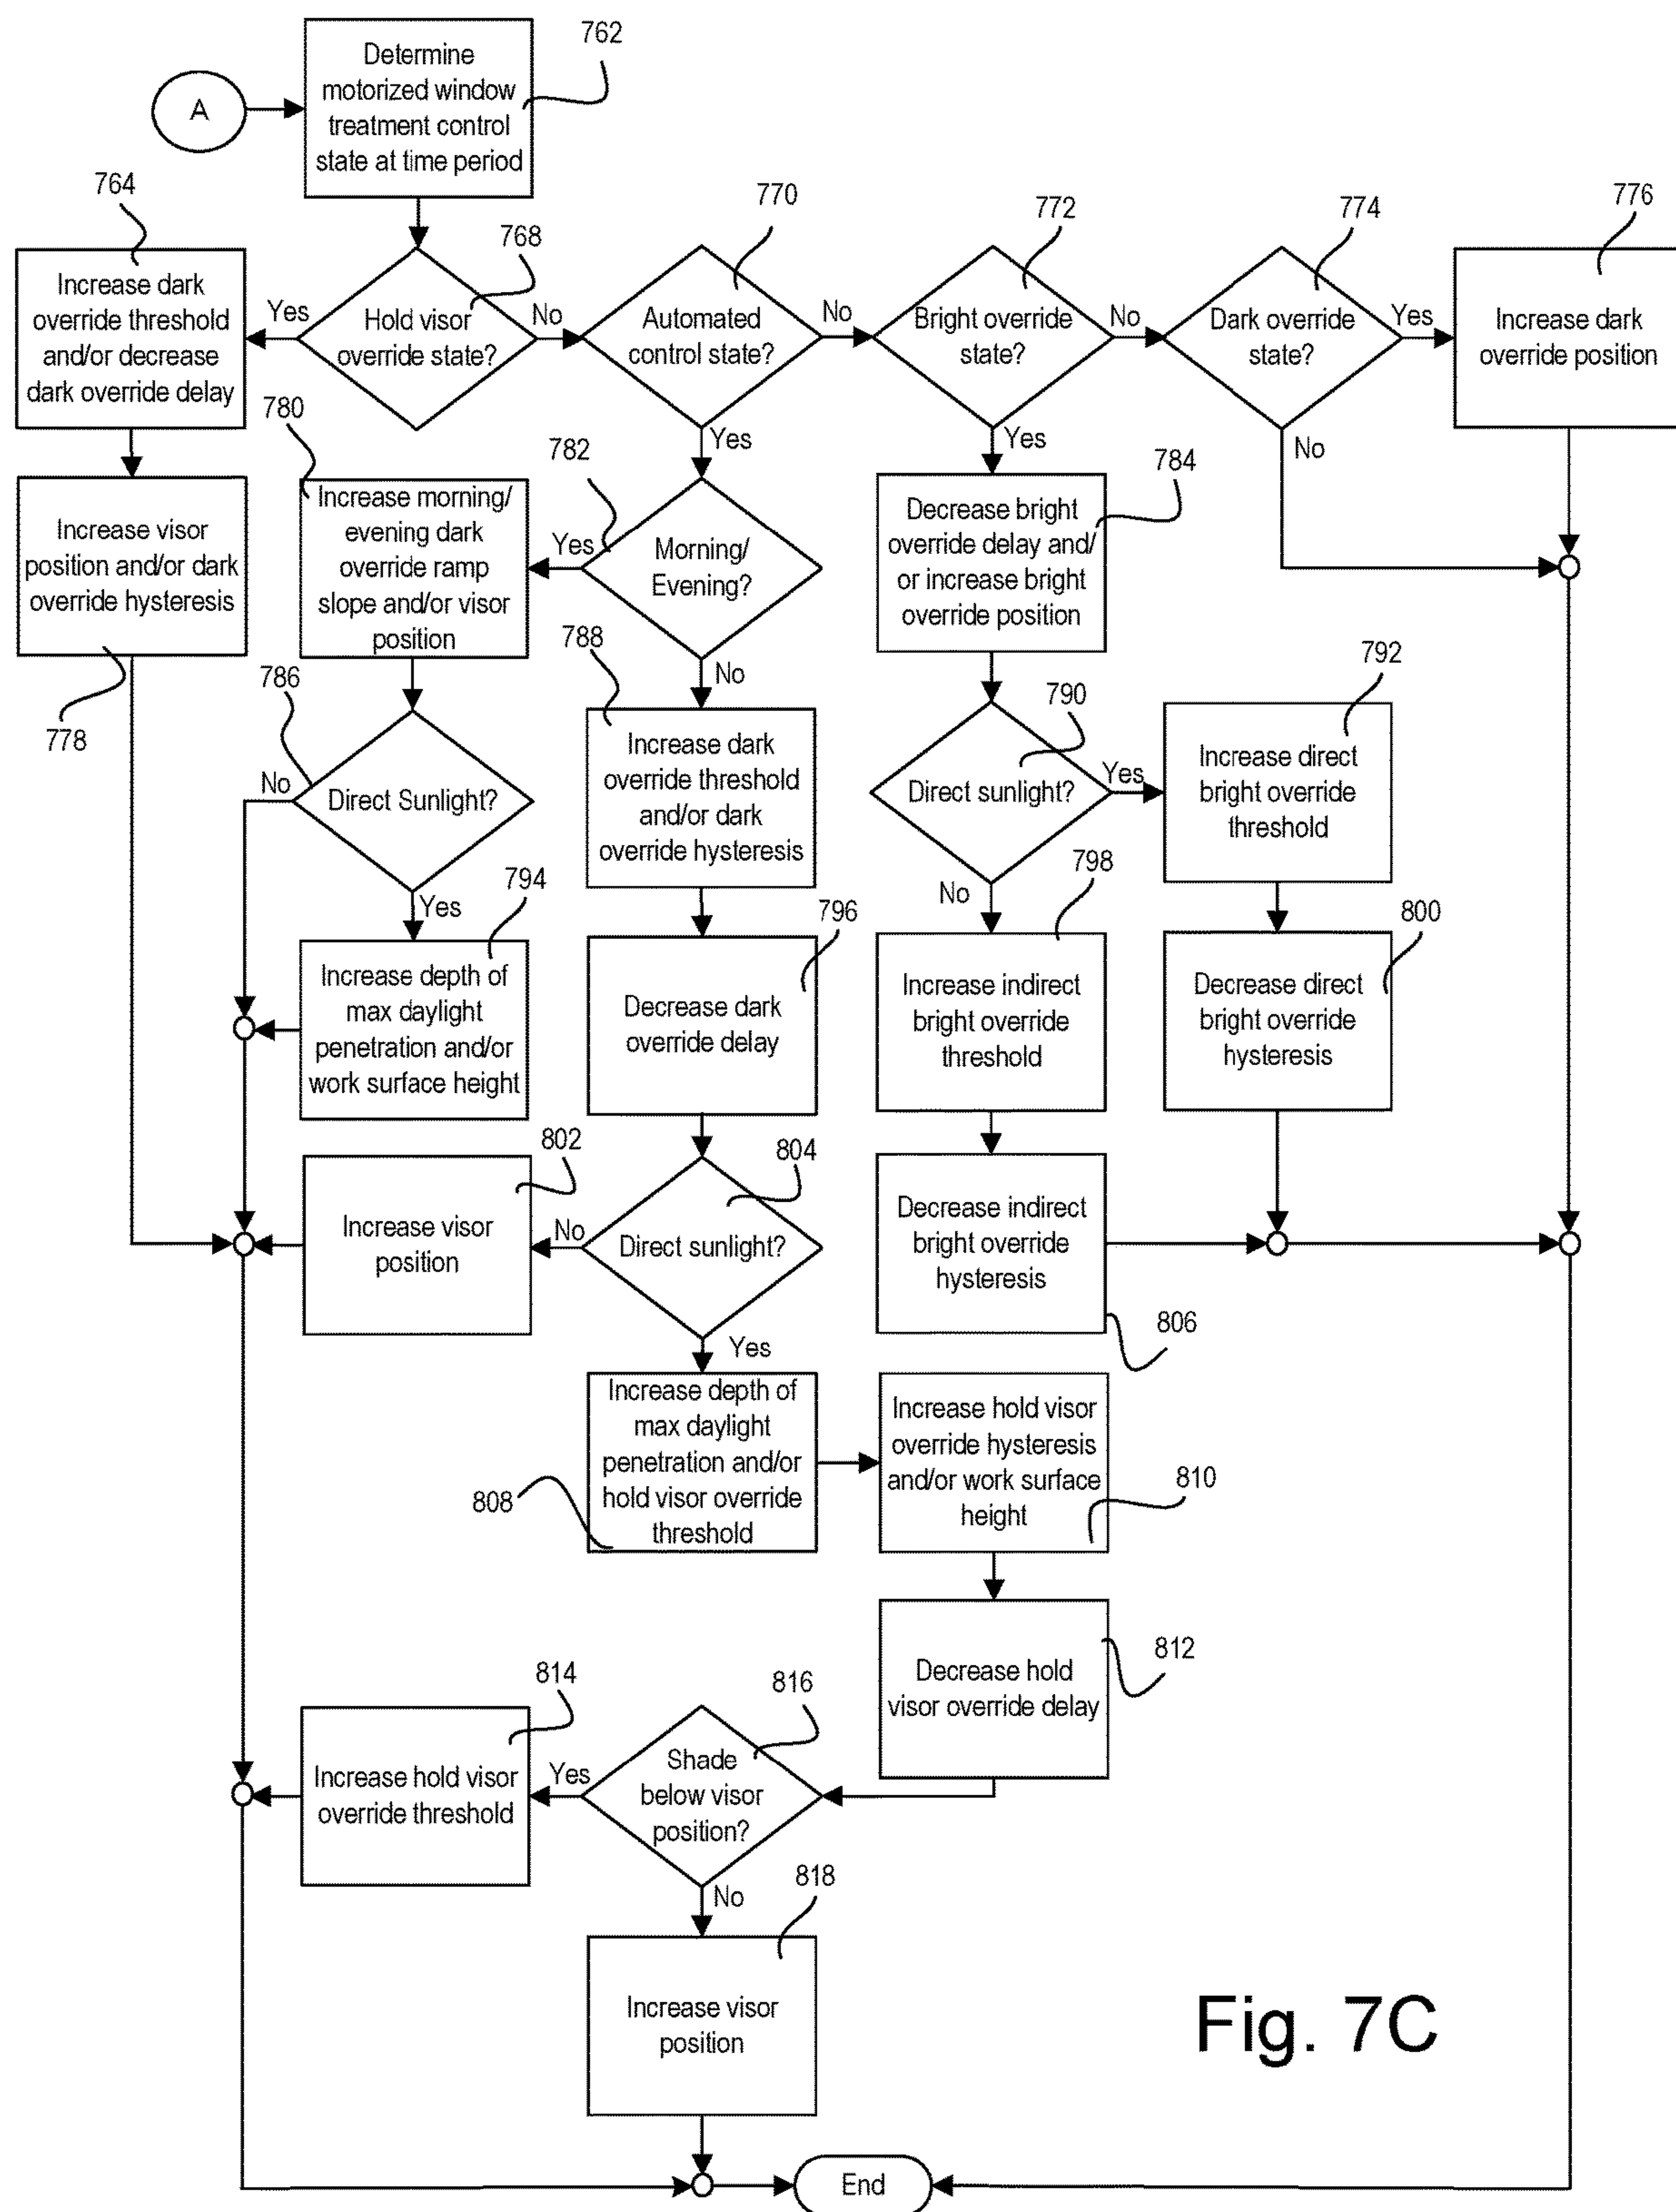 762
Determine
motorized window
treatment control
state at time period
A
764
768
770
772
774
776
Increase dark
override threshold
and/or decrease
dark override delay
Yes
Hold visor
override state?
No
Automated
control state?
No
Bright override
state?
No
Dark override
state?
Yes
Increase dark
override position
780
782
Yes
Yes
784
No
Increase visor
position and/or dark
override hysteresis
778
Increase morning/
evening dark
override ramp
slope and/or visor
position
Yes
Morning/
Evening?
Decrease bright
override delay and/
or increase bright
override position
786
788
No
790
792
No
Direct Sunlight?
Increase dark
override threshold
and/or dark
override hysteresis
Direct sunlight?
Yes
Increase direct
bright override
threshold
794
Yes
796
No
798
800
Increase depth of
max daylight
penetration and/or
work surface height
Decrease dark
override delay
Increase indirect
bright override
threshold
Decrease direct
bright override
hysteresis
802
804
Increase visor
position
No
Direct sunlight?
Decrease indirect
bright override
hysteresis
806
Yes
808
Increase depth of
max daylight
penetration and/or
hold visor override
threshold
Increase hold visor
override hysteresis
and/or work surface
height
810
812
Decrease hold
visor override delay
814
816
Increase hold visor
override threshold
Yes
Shade
below visor
position?
No
818
Increase visor
position
Fig. 7C
End